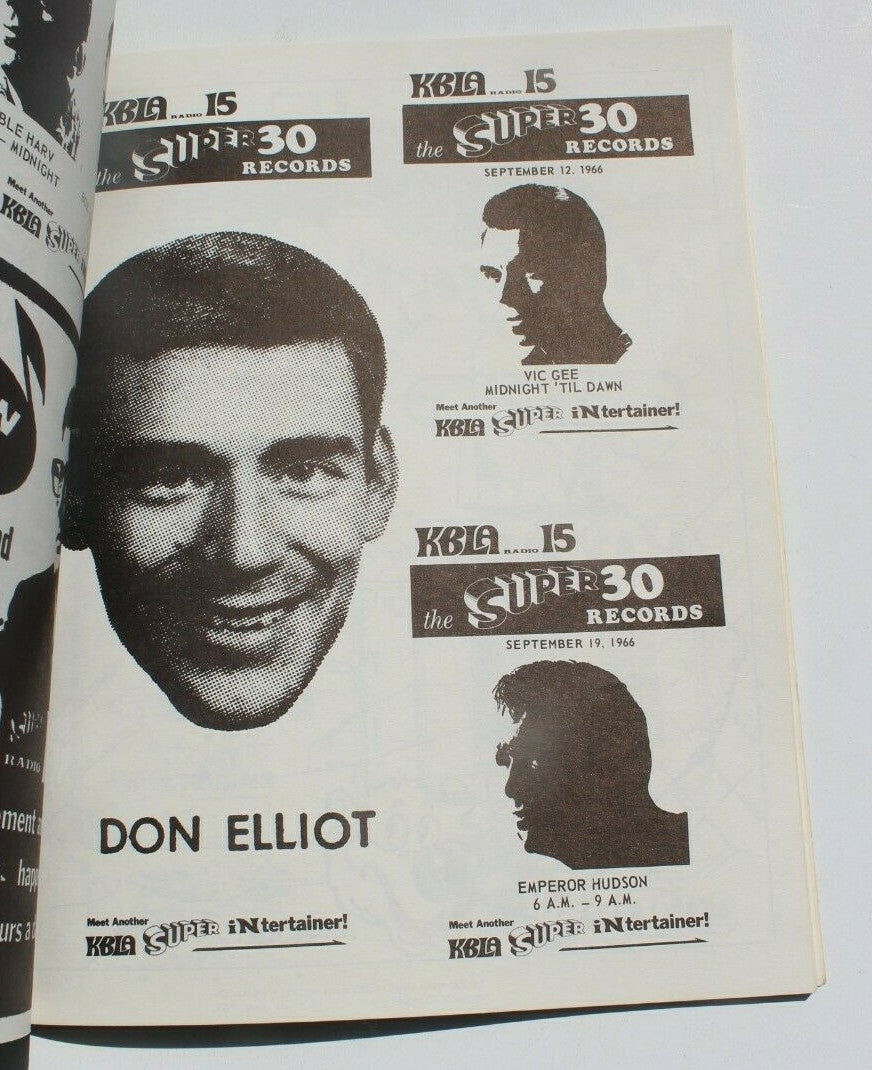 BLE HARV
MIDNIGHT
Meet Another
KBLA SUPER
RADIO
KBLA RADIO 15
the SUPER 30
RECORDS
DON ELLIOT
Meet Another
KBLA SUPER iNtertainer!
KBLA RADIO 15
the SUPER 30
RECORDS
SEPTEMBER 12, 1966
VIC GEE
MIDNIGHT 'TIL DAWN
Meet Another
KBLA SUPER iNtertainer!
KBLA RADIO 15
the SUPER 30
RECORDS
SEPTEMBER 19, 1966
EMPEROR HUDSON
6 A.M. – 9 A.M.
Meet Another
KBLA SUPER iNtertainer!